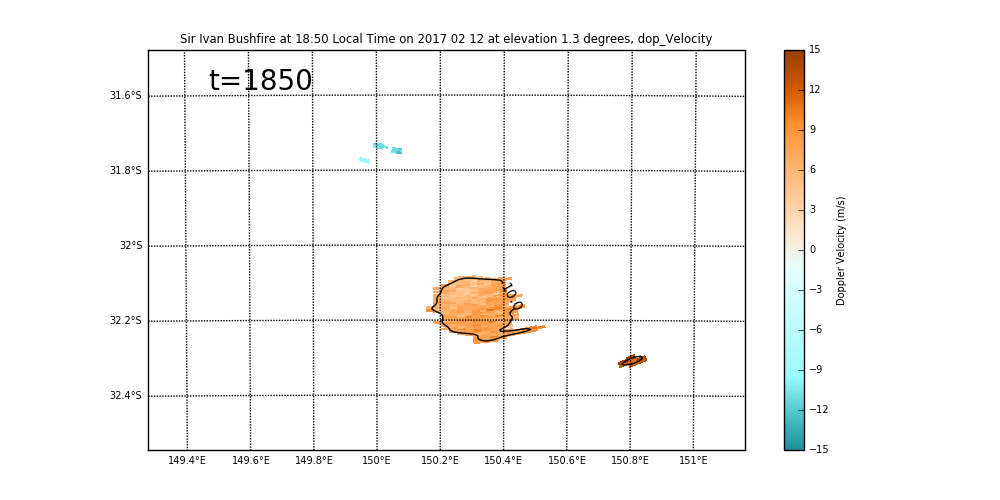 Sir Ivan Bushfire at 18:50 Local Time on 2017 02 12 at elevation 1.3 degrees, dop_Velocity
t=1850
31.6°S
31.8°S
32°S
32.2°S
32.4°S
149.4°E 149.6°E 149.8°E 150°E 150.2°E 150.4°E 150.6°E 150.8°E 151°E
15
12
9
6
3
0
−3
−6
−9
−12
−15
Doppler Velocity (m/s)